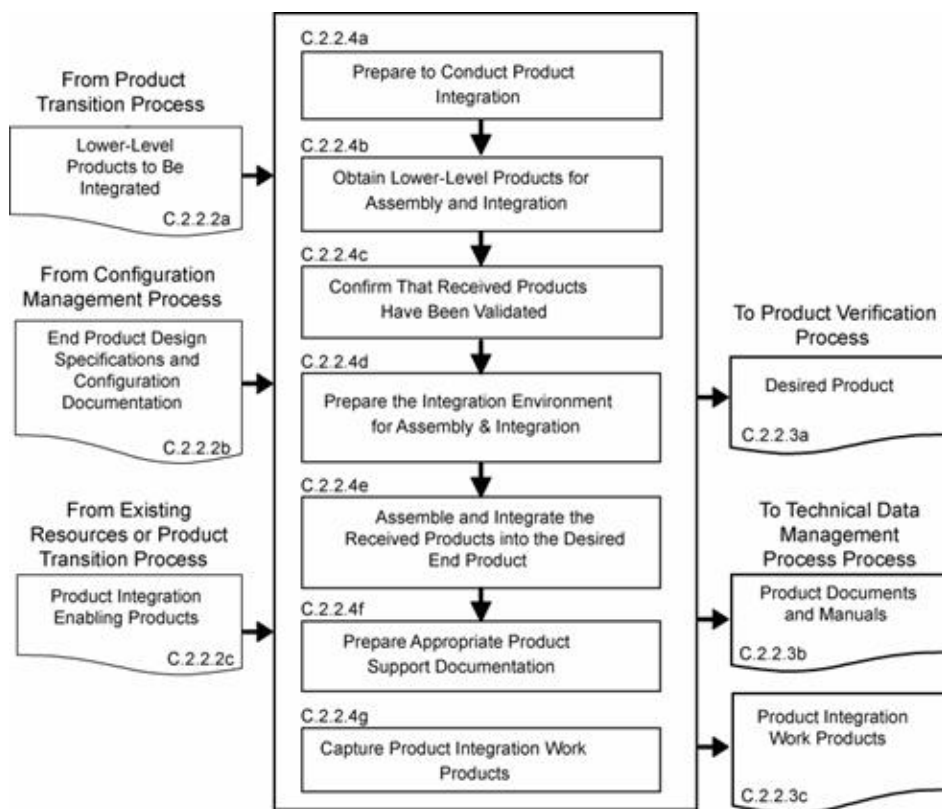 From Product
Transition Process
Lower-Level
Products to Be
Integrated
C.2.2.2a
From Configuration
Management Process
End Product Design
Specifications and
Configuration
Documentation
C.2.2.2b
From Existing
Resources or Product
Transition Process
Product Integration
Enabling Products
C.2.2.2c
C.2.2.4a
Prepare to Conduct Product
Integration
C.2.2.4b
Obtain Lower-Level Products for
Assembly and Integration
C.2.2.4c
Confirm That Received Products
Have Been Validated
C.2.2.4d
Prepare the Integration Environment
for Assembly & Integration
C.2.2.4e
Assemble and Integrate the
Received Products into the Desired
End Product
C.2.2.4f
Prepare Appropriate Product
Support Documentation
C.2.2.4g
Capture Product Integration Work
Products
To Product Verification
Process
Desired Product
C.2.2.3a
To Technical Data
Management
Process Process
Product Documents
and Manuals
C.2.2.3b
Product Integration
Work Products
C.2.2.3c